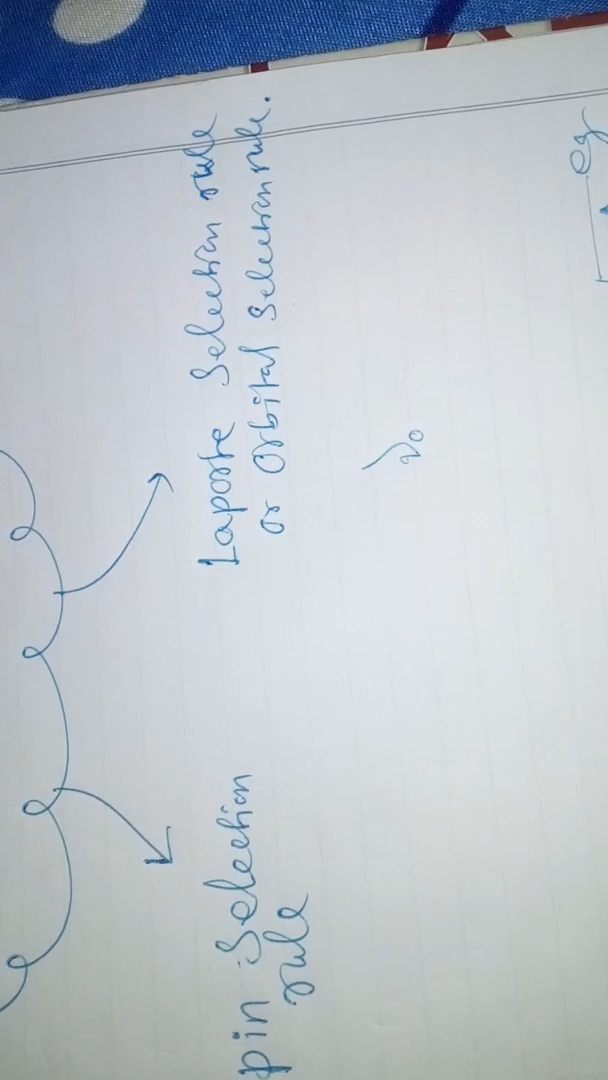 pin Selection
rule
Laporte Selection rule
or Orbital Selection rule.
eg